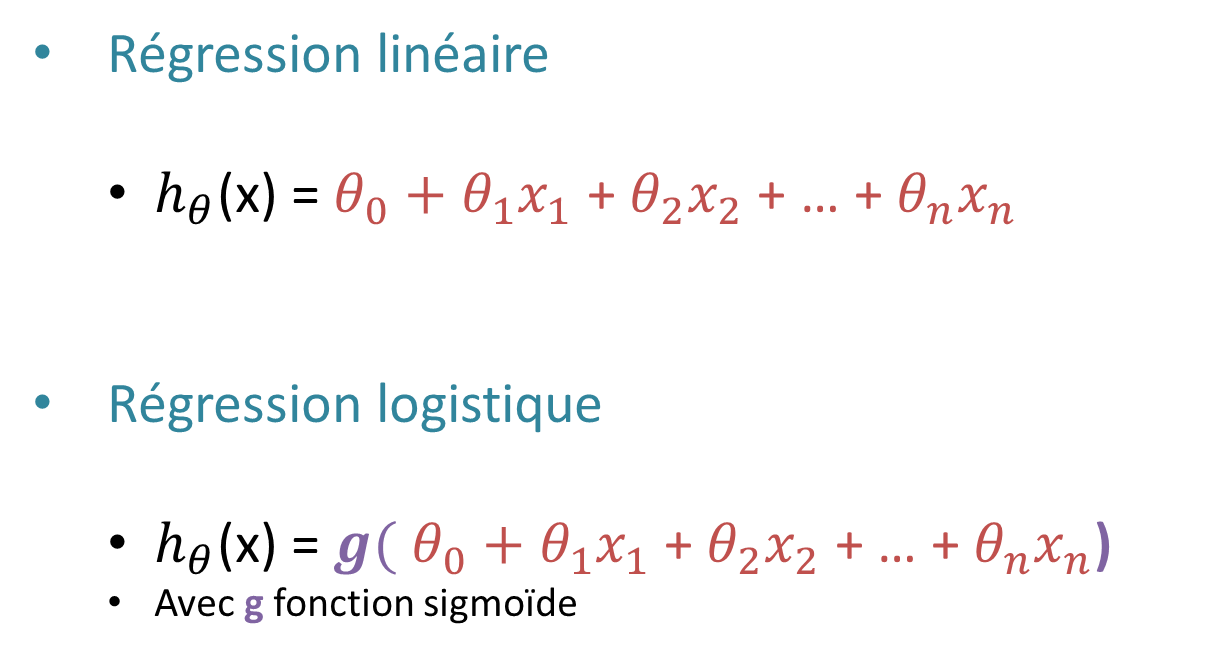 • Régression linéaire
• ℎ𝜃(x) = 𝜃0 + 𝜃1𝑥1 + 𝜃2𝑥2 + ... + 𝜃𝑛𝑥𝑛
• Régression logistique
• ℎ𝜃(x) = 𝒈( 𝜃0 + 𝜃1𝑥1 + 𝜃2𝑥2 + ... + 𝜃𝑛𝑥𝑛)
• Avec g fonction sigmoïde